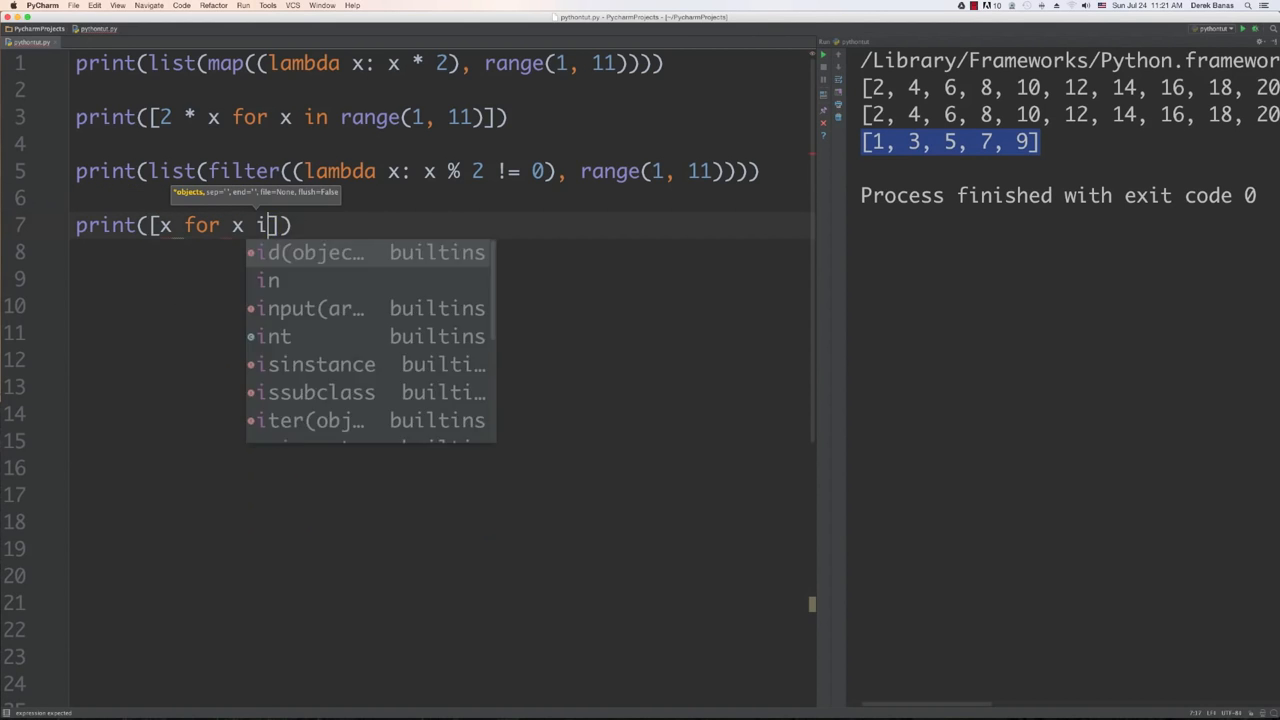 PyCharm File Edit View Navigate Code Refactor Run Tools VCS Window Help
10 Sun Jul 24 11:21 AM Derek Banas
pythontut.py - PycharmProjects - [~/PycharmProjects]
PycharmProjects pythontut.py
pythontut
pythontut.py
Run: pythontut
1 print(list(map((lambda x: x * 2), range(1, 11))))
2
3 print([2 * x for x in range(1, 11)])
4
5 print(list(filter((lambda x: x % 2 != 0), range(1, 11))))
6
*objects, sep=' ', end='', file=None, flush=False
7 print([x for x i])
8
9
10
11
12
13
14
15
16
17
18
19
20
21
22
23
24
id(objec… builtins
in
input(ar… builtins
int builtins
isinstance builti…
issubclass builti…
iter(obj… builtins
/Library/Frameworks/Python.framewor
[2, 4, 6, 8, 10, 12, 14, 16, 18, 20
[2, 4, 6, 8, 10, 12, 14, 16, 18, 20
[1, 3, 5, 7, 9]
Process finished with exit code 0
expression expected
7:17 LF‡ UTF-8‡